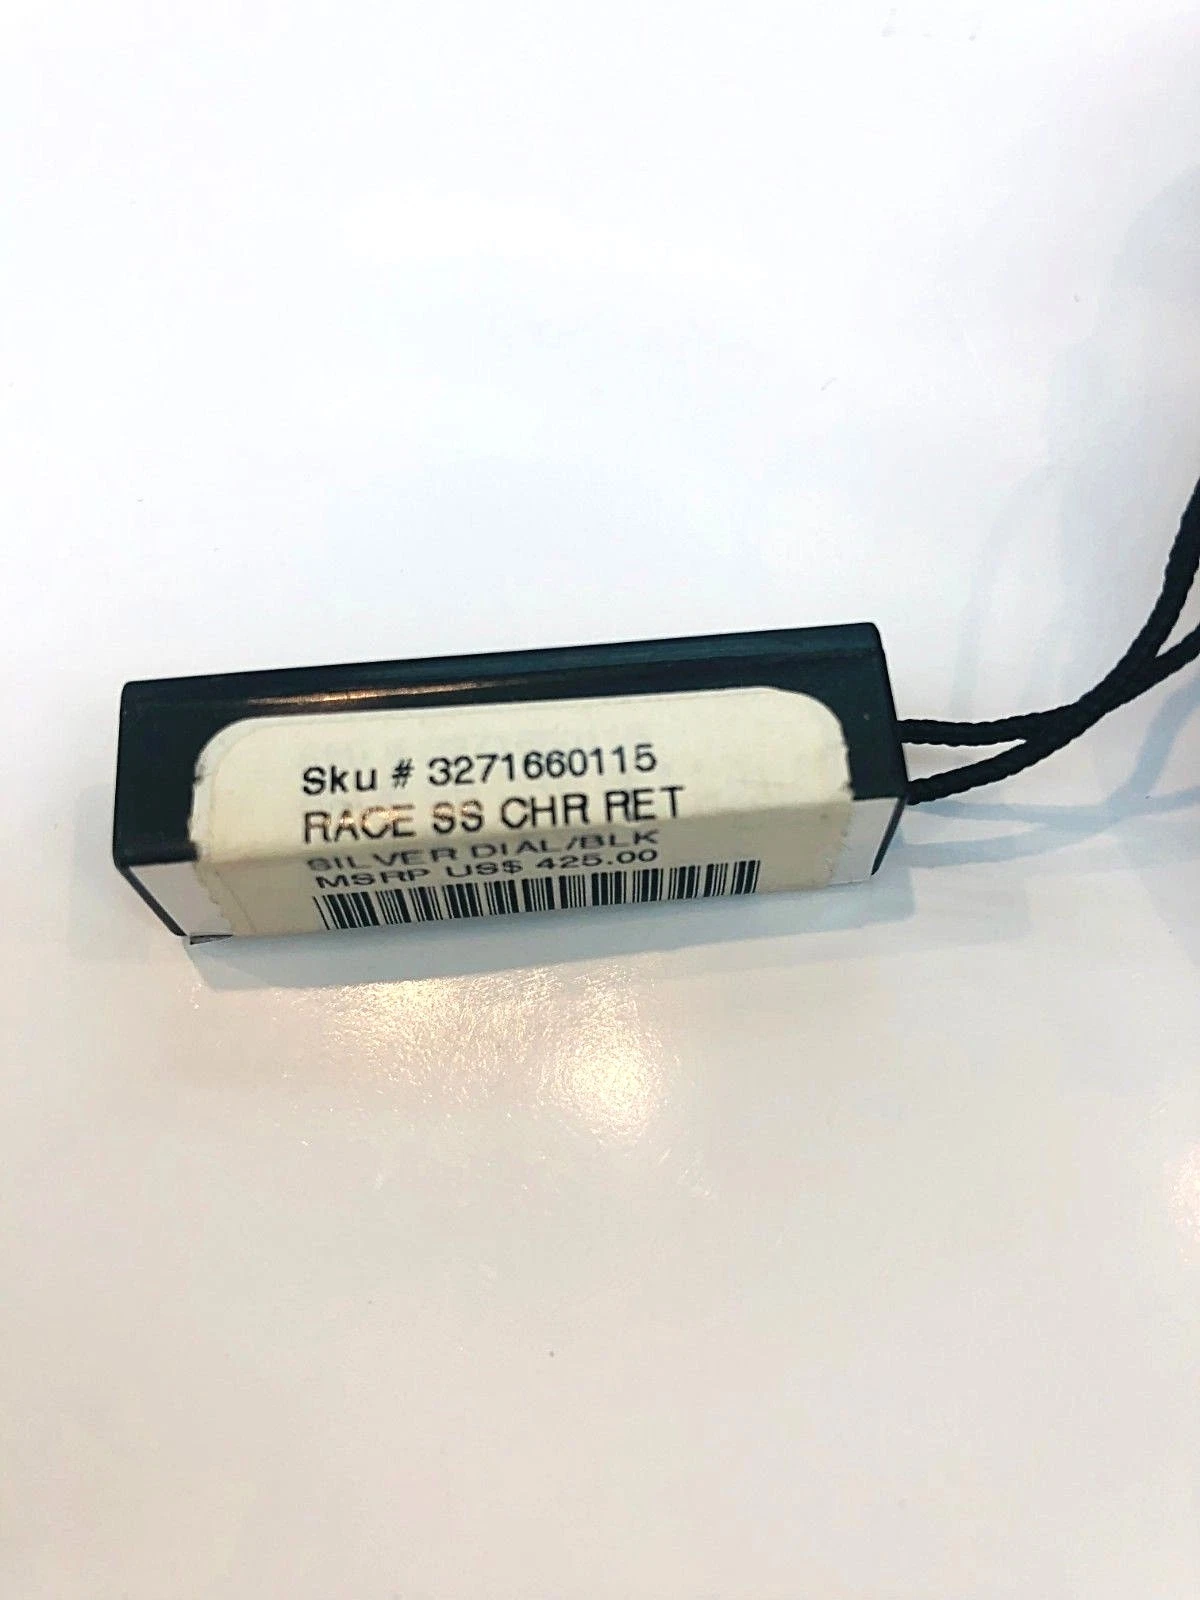 Sku # 3271660115
RACE SS CHR RET
SILVER DIAL/BLK
MSRP US$ 425.00